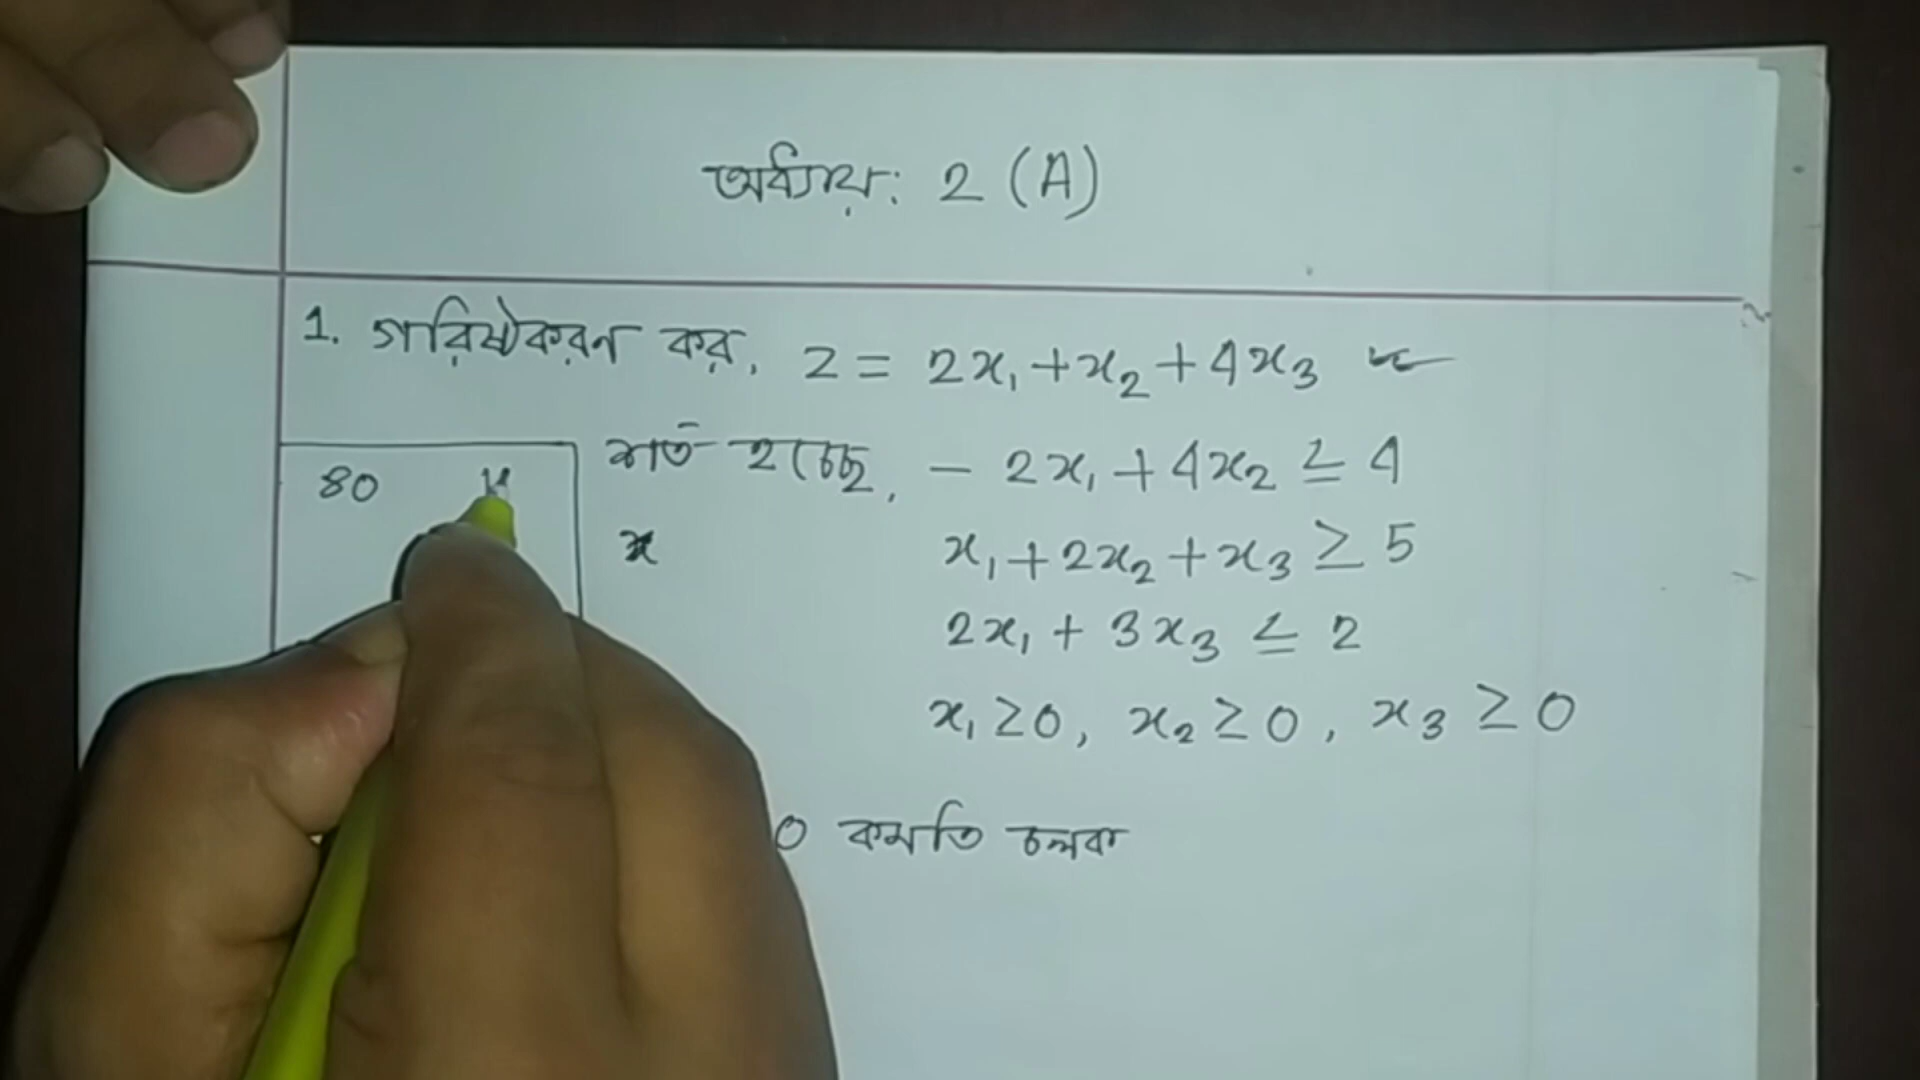 অধ্যায়: 2 (A)
1. গরিষ্ঠকরণ কর, z = 2x₁ + x₂ + 4x₃
শর্ত হচ্ছে, - 2x₁ + 4x₂ ≤ 4
x₁ + 2x₂ + x₃ ≥ 5
2x₁ + 3x₃ ≤ 2
x₁ ≥ 0, x₂ ≥ 0, x₃ ≥ 0
80
x
0 কমতি চলক